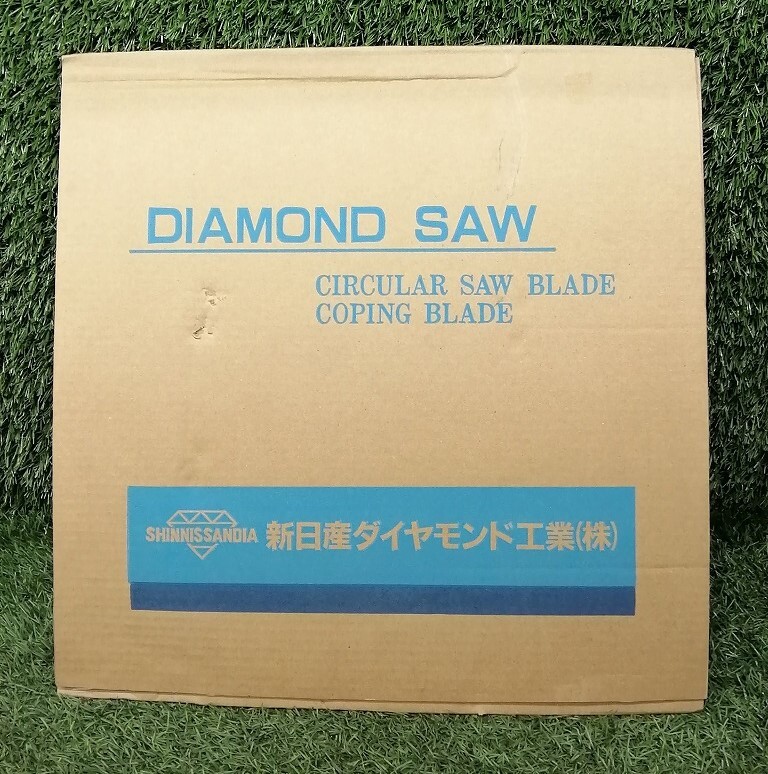 DIAMOND SAW
CIRCULAR SAW BLADE
COPING BLADE
SHINNISSANDIA 新日産ダイヤモンド工業(株)